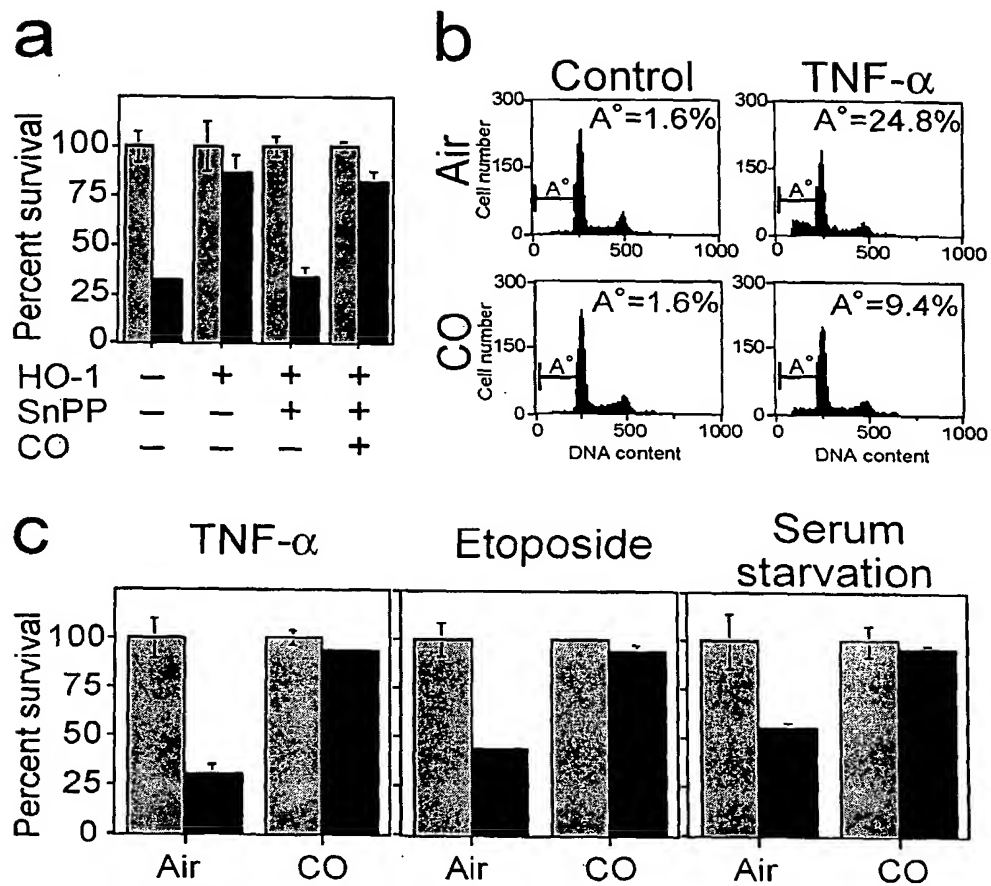 a
Percent survival
100
75
50
25
0
HO-1 − + + +
SnPP − − + +
CO − − − +
b
Control
TNF-α
Air
Cell number
300
150
0
A°=1.6%
A°
0 500 1000
300
150
0
A°=24.8%
A°
0 500 1000
CO
Cell number
300
150
0
A°=1.6%
A°
0 500 1000
DNA content
300
150
0
A°=9.4%
A°
0 500 1000
DNA content
c
TNF-α
Etoposide
Serum
starvation
Percent survival
100
75
50
25
0
Air CO Air CO Air CO